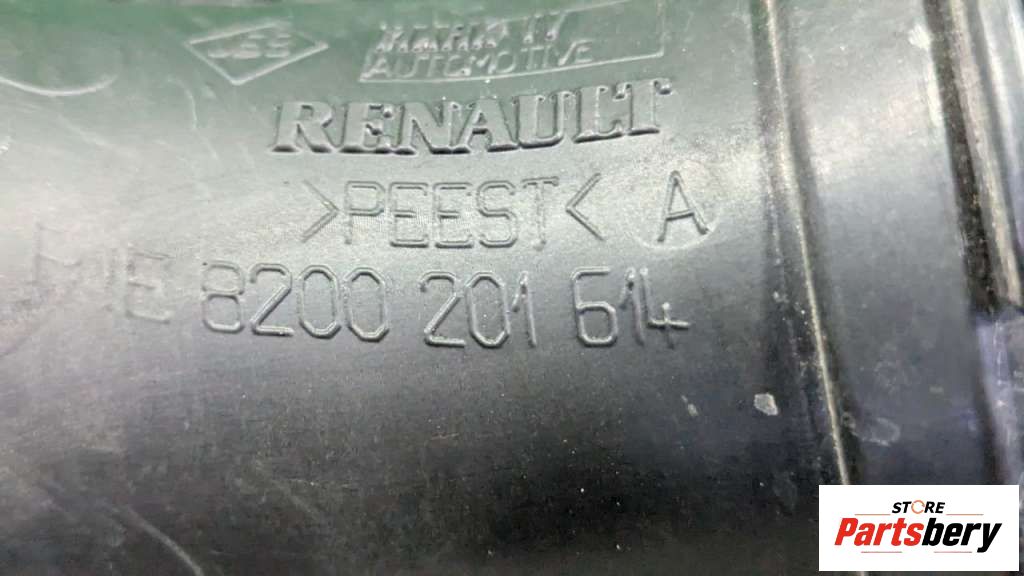 AUTOMOTIVE
RENAULT
>PEEST< A
8200 201 614
STORE
Partsbery